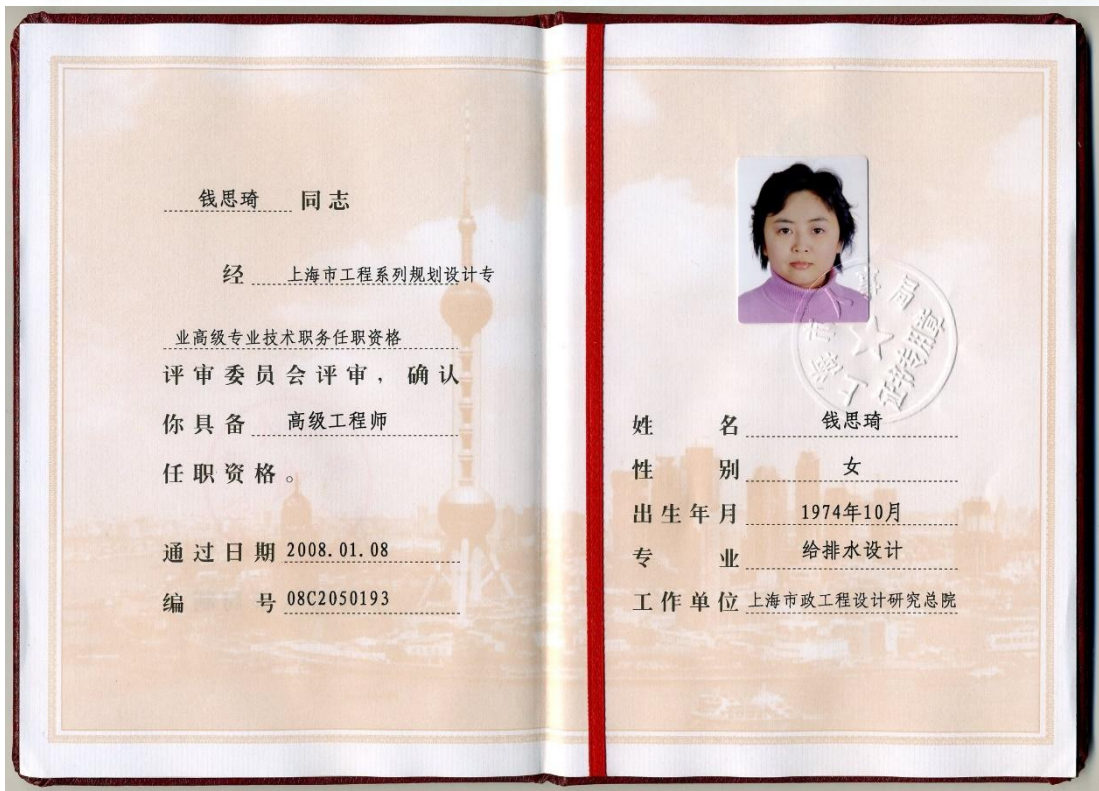 钱思琦 同志
经 上海市工程系列规划设计专
业高级专业技术职务任职资格
评审委员会评审，确认
你具备 高级工程师
任职资格。
通过日期 2008.01.08
编号 08C2050193
证书专用章
姓名 钱思琦
性别 女
出生年月 1974年10月
专业 给排水设计
工作单位 上海市政工程设计研究总院